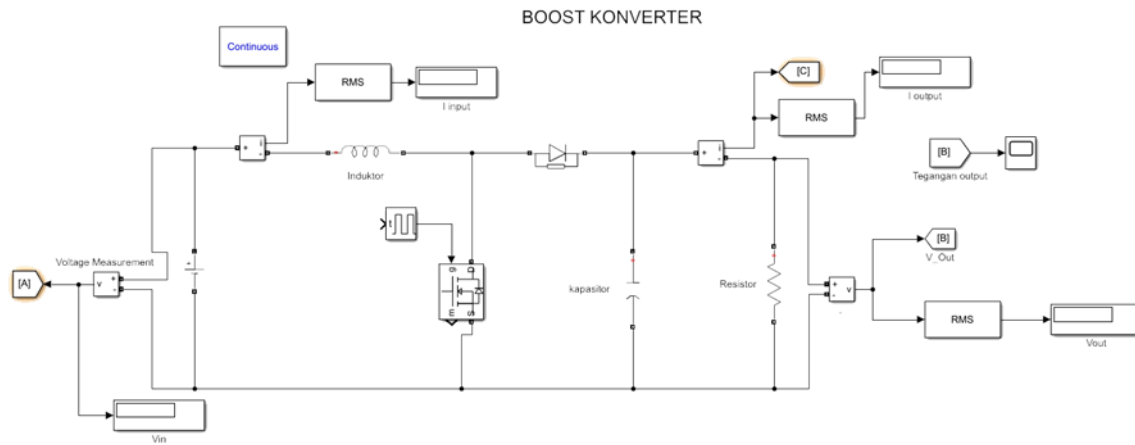 BOOST KONVERTER
Continuous
RMS
I input
[C]
RMS
I output
+
-
i
Induktor
+
-
i
[B]
Tegangan output
[A]
Voltage Measurement
v
+
-
+
g
D
m
S
kapasitor
Resistor
+
-
v
[B]
V_Out
RMS
Vout
Vin